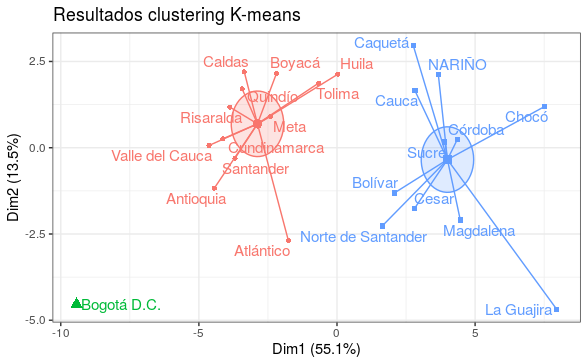 Resultados clustering K-means
Caquetá
Caldas
Boyacá
Huila
NARIÑO
2.5
Quindío
Tolima
Cauca
Risaralda
Meta
Chocó
Córdoba
0.0
Valle del Cauca
Cundinamarca
Sucre
Santander
Bolívar
Antioquia
Cesar
Dim2 (13.5%)
-2.5
Atlántico
Norte de Santander
Magdalena
Bogotá D.C.
La Guajira
-5.0
-10
-5
0
5
Dim1 (55.1%)